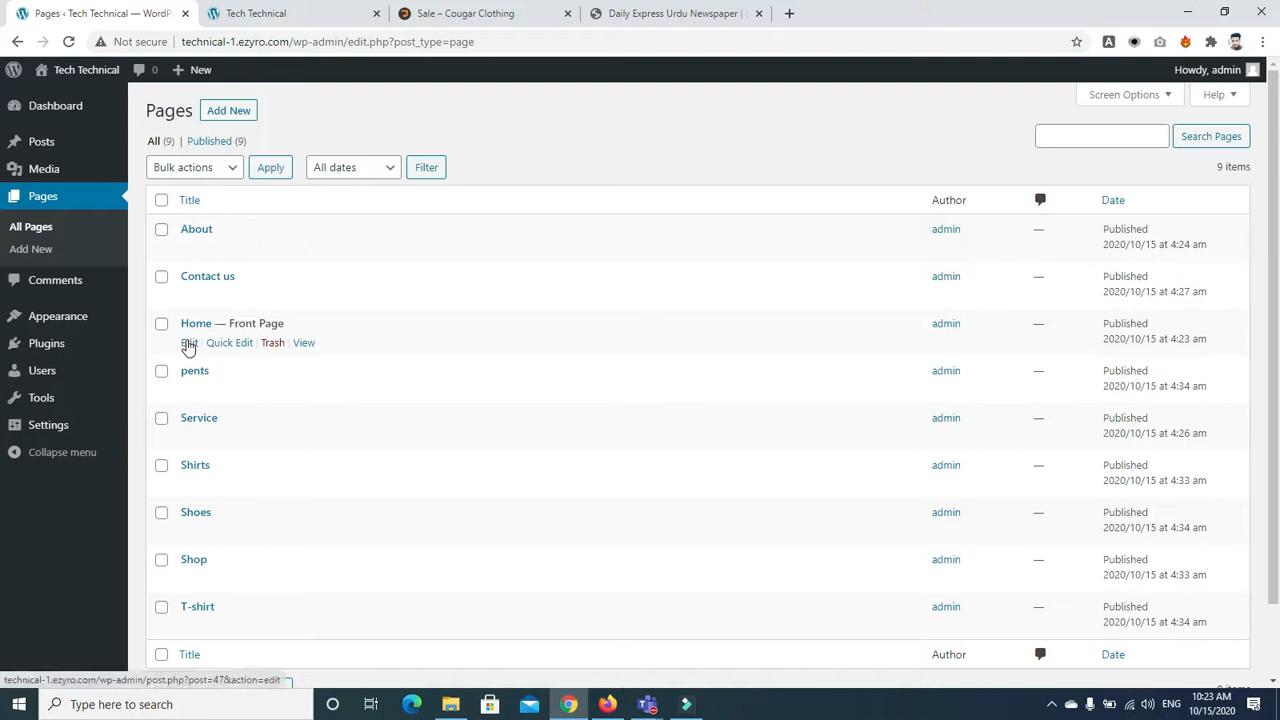 Pages ‹ Tech Technical — WordPr
Tech Technical
Sale – Cougar Clothing
Daily Express Urdu Newspaper | L
Not secure | technical-1.ezyro.com/wp-admin/edit.php?post_type=page
Tech Technical 0 New
Howdy, admin
Dashboard
Posts
Media
Pages
All Pages
Add New
Comments
Appearance
Plugins
Users
Tools
Settings
Collapse menu
Screen Options Help
Pages Add New
All (9) | Published (9)
Search Pages
Bulk actions Apply All dates Filter
9 items
Title Author Date
About admin — Published
2020/10/15 at 4:24 am
Contact us admin — Published
2020/10/15 at 4:27 am
Home — Front Page admin — Published
2020/10/15 at 4:23 am
Edit | Quick Edit | Trash | View
pents admin — Published
2020/10/15 at 4:34 am
Service admin — Published
2020/10/15 at 4:26 am
Shirts admin — Published
2020/10/15 at 4:33 am
Shoes admin — Published
2020/10/15 at 4:34 am
Shop admin — Published
2020/10/15 at 4:33 am
T-shirt admin — Published
2020/10/15 at 4:34 am
Title Author Date
technical-1.ezyro.com/wp-admin/post.php?post=47&action=edit
Type here to search
ENG
10:23 AM
10/15/2020